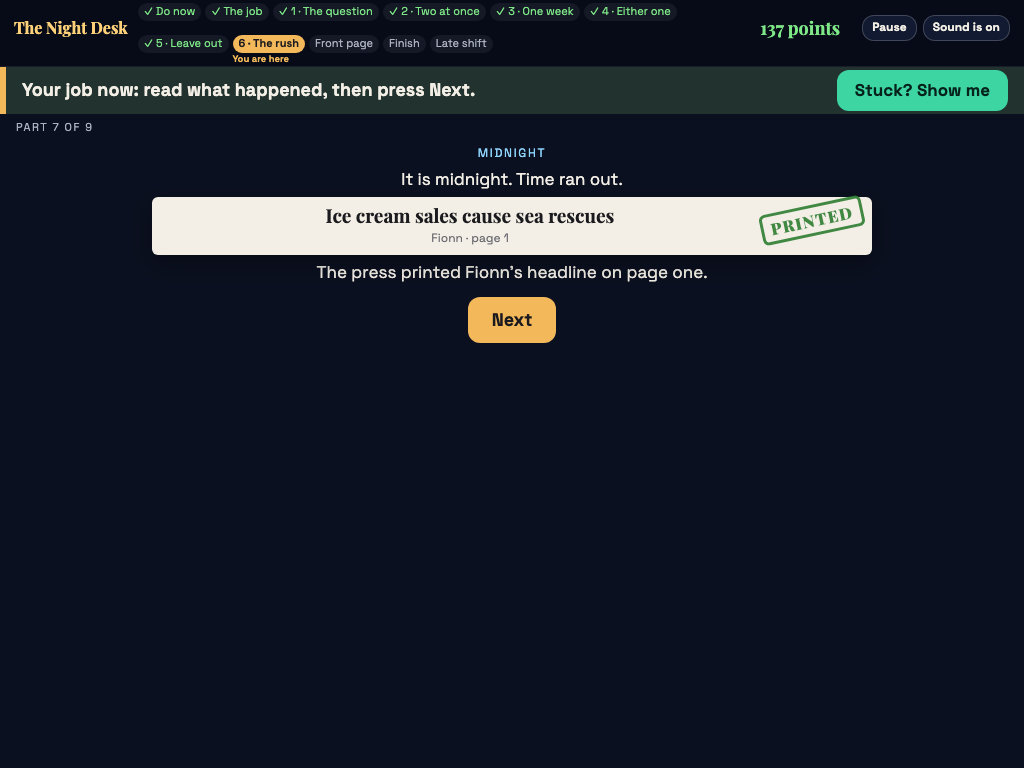 The Night Desk
✓ Do now ✓ The job ✓ 1 · The question ✓ 2 · Two at once ✓ 3 · One week ✓ 4 · Either one
✓ 5 · Leave out 6 · The rush Front page Finish Late shift
You are here
137 points
Pause
Sound is on
Your job now: read what happened, then press Next.
Stuck? Show me
PART 7 OF 9
MIDNIGHT
It is midnight. Time ran out.
Ice cream sales cause sea rescues
Fionn · page 1
PRINTED
The press printed Fionn's headline on page one.
Next